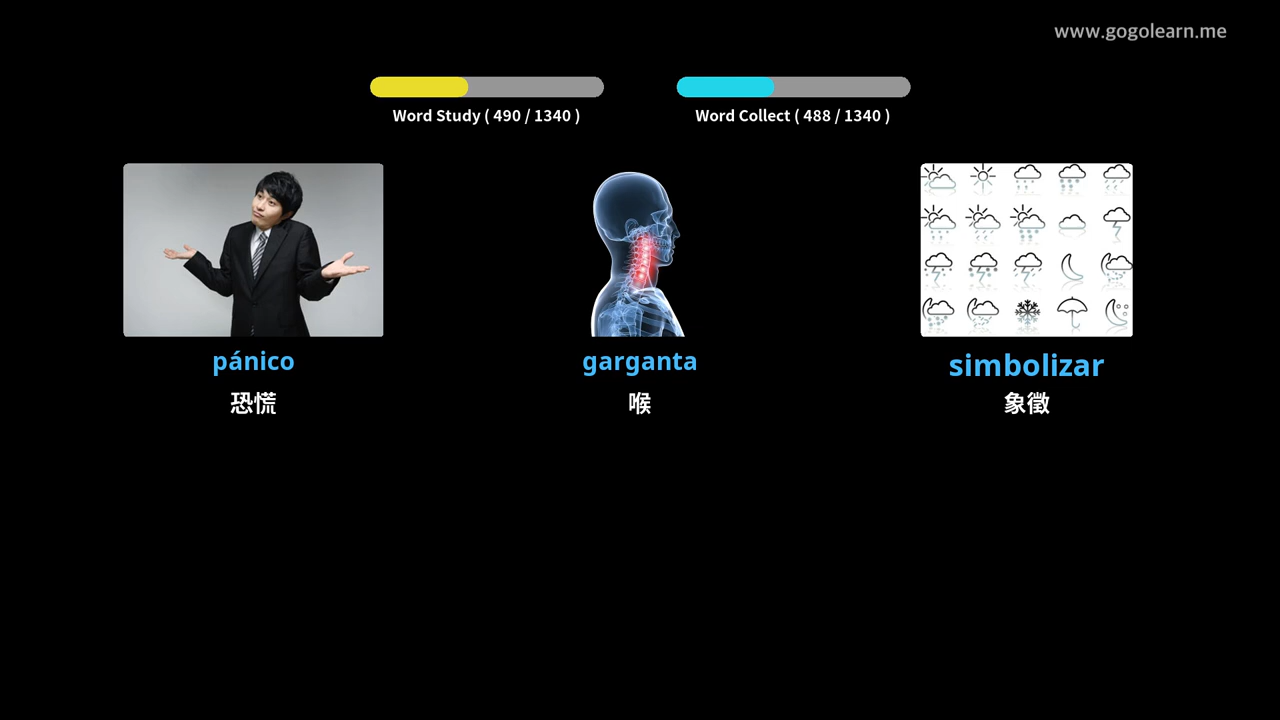 www.gogolearn.me
Word Study ( 490 / 1340 )
Word Collect ( 488 / 1340 )
pánico
恐慌
garganta
喉
simbolizar
象徵